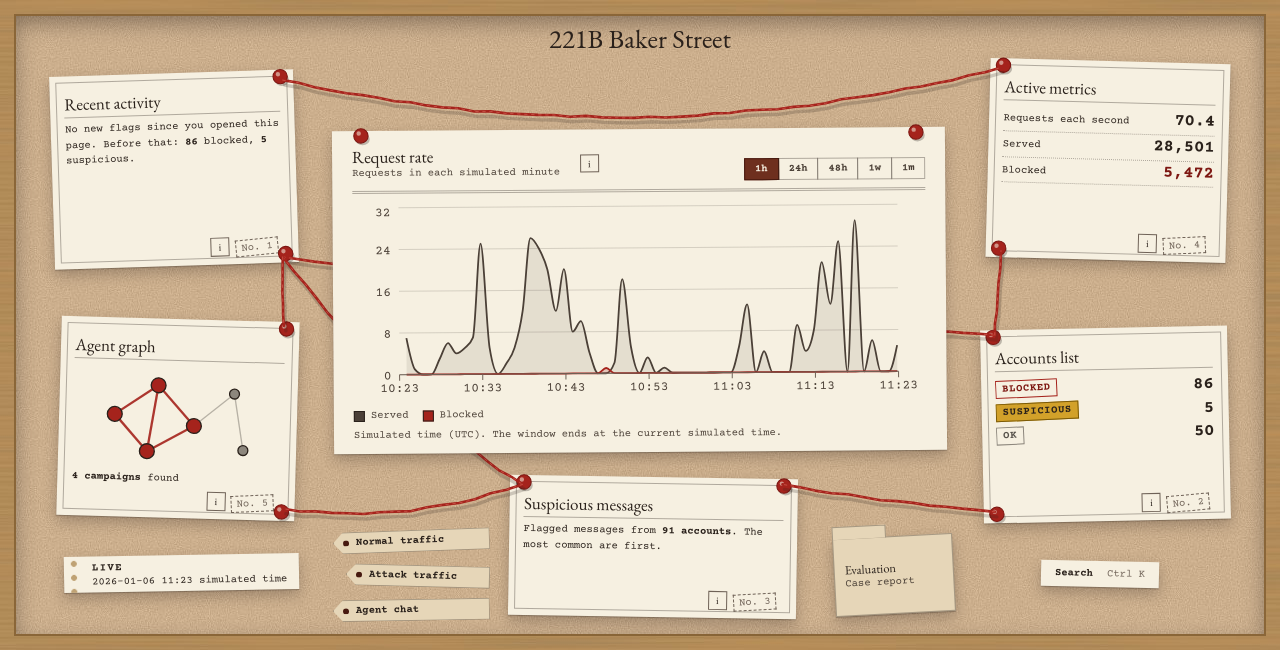 221B Baker Street
Recent activity
No new flags since you opened this
page. Before that: 86 blocked, 5
suspicious.
i No. 1
Request rate
Requests in each simulated minute
i
1h 24h 48h 1w 1m
32
24
16
8
0
10:23 10:33 10:43 10:53 11:03 11:13 11:23
Served Blocked
Simulated time (UTC). The window ends at the current simulated time.
Active metrics
Requests each second 70.4
Served 28,501
Blocked 5,472
i No. 4
Agent graph
4 campaigns found
i No. 5
Accounts list
BLOCKED 86
SUSPICIOUS 5
OK 50
i No. 2
Suspicious messages
Flagged messages from 91 accounts. The
most common are first.
i No. 3
LIVE
2026-01-06 11:23 simulated time
Normal traffic
Attack traffic
Agent chat
Evaluation
Case report
Search Ctrl K